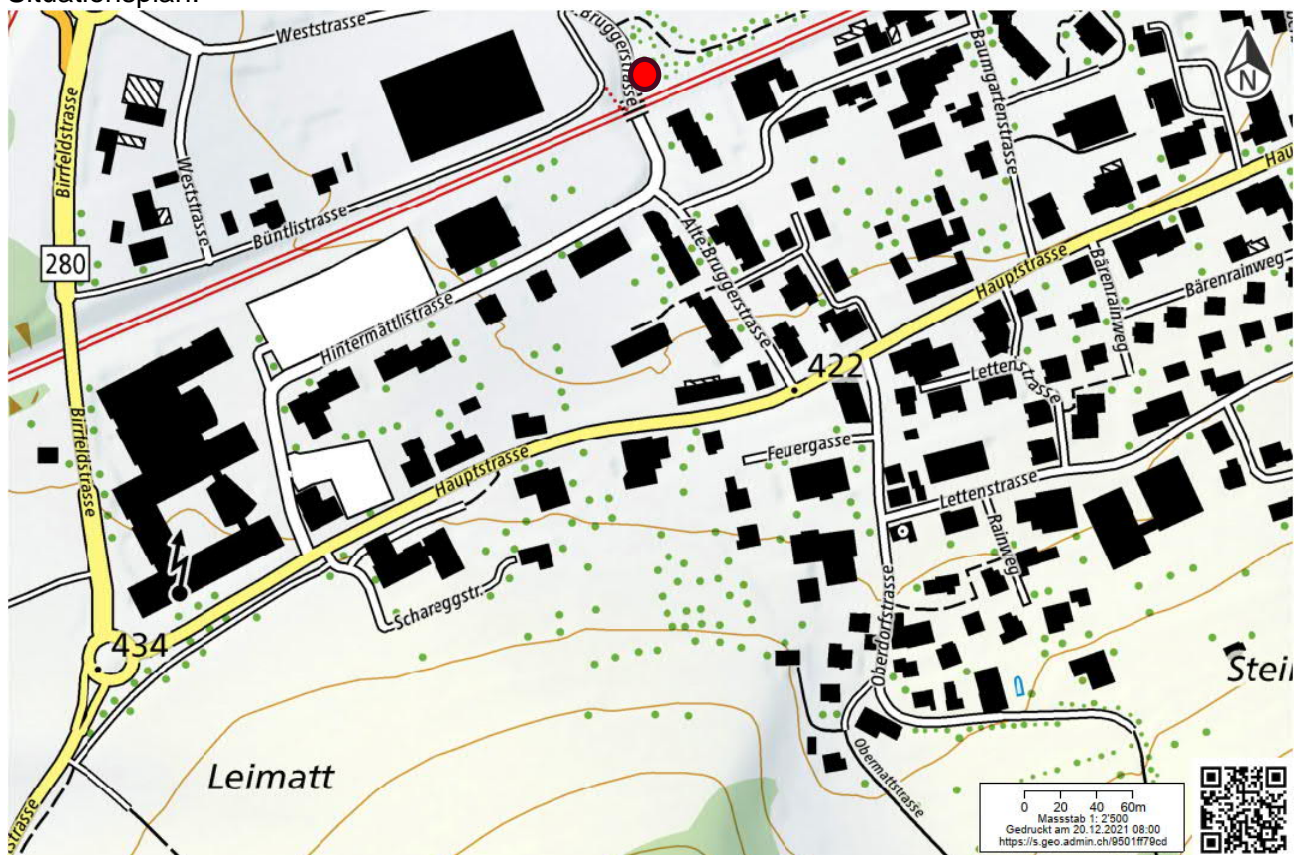 Situationsplan:
Weststrasse
Bruggerstrasse
Baumgartenstrasse
N
Birrfeldstrasse
Weststrasse
Büntlistrasse
280
Hintermättlistrasse
Alte Bruggerstrasse
Hauptstrasse
Bärenrainweg
Bärenrainweg
422
Lettenstrasse
Birrfeldstrasse
Hauptstrasse
Feuergasse
Lettenstrasse
Rainweg
Schareggstr.
Oberdorfstrasse
434
Leimatt
Obermattstrasse
0 20 40 60m
Massstab 1: 2'500
Gedruckt am 20.12.2021 08:00
https://s.geo.admin.ch/9501ff79cd